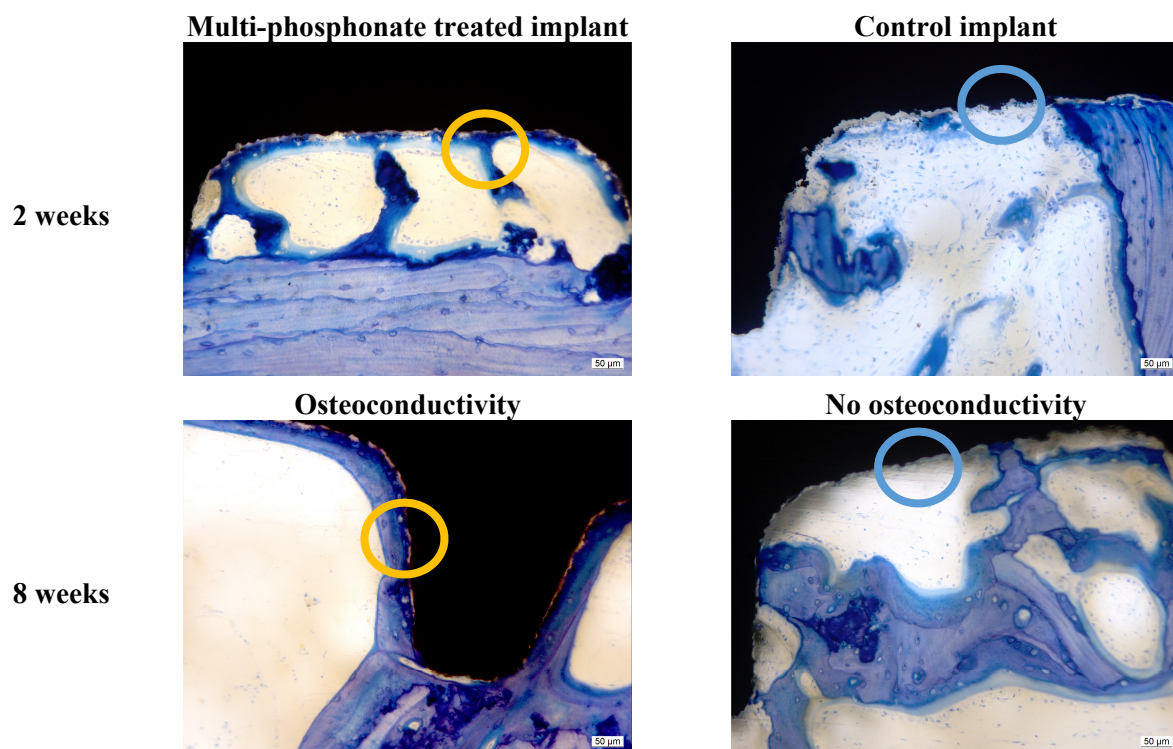 Multi-phosphonate treated implant
Control implant
2 weeks
50 µm
50 µm
Osteoconductivity
No osteoconductivity
8 weeks
50 µm
50 µm